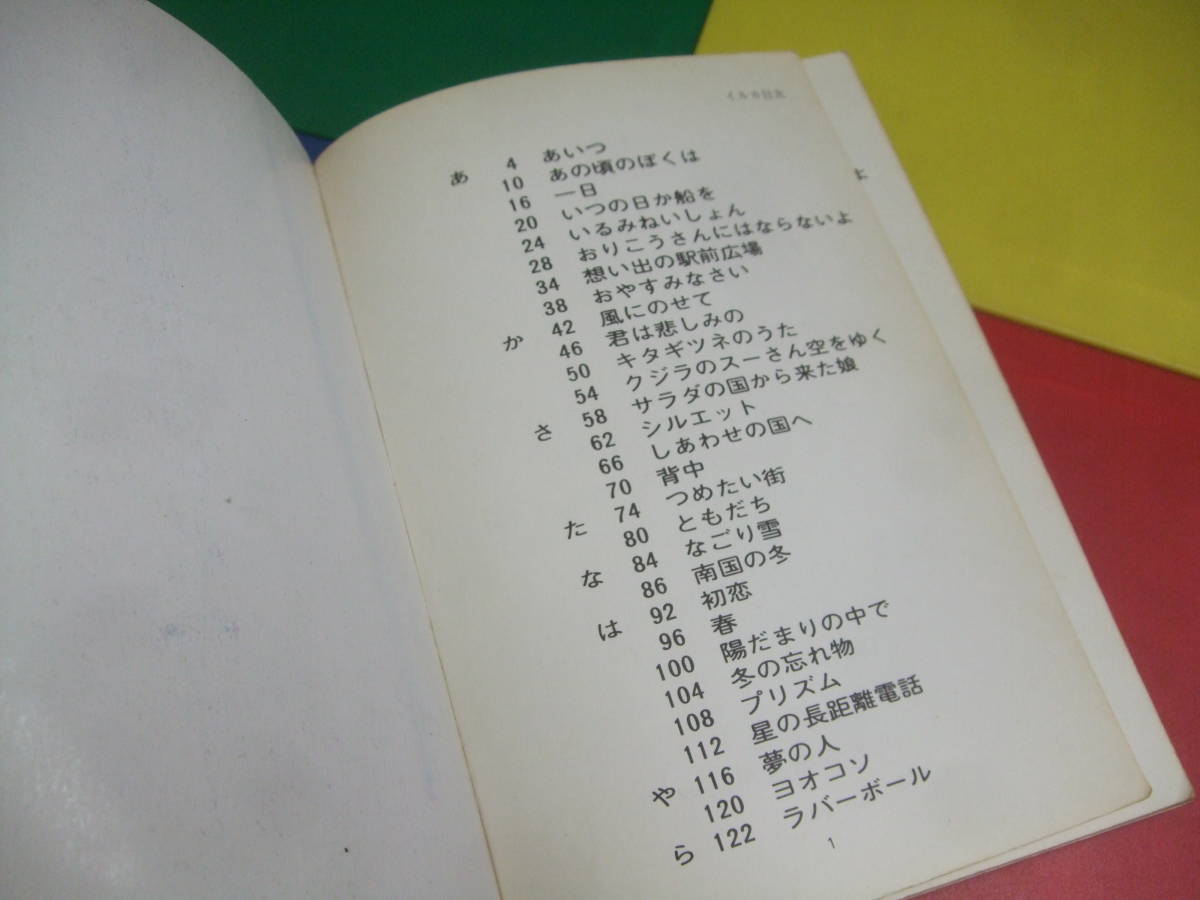 イルカ目次
あ 4 あいつ
10 あの頃のぼくは
16 一日
20 いつの日か船を
24 いるみねいしょん
28 おりこうさんにはならないよ
34 想い出の駅前広場
38 おやすみなさい
か 42 風にのせて
46 君は悲しみの
50 キタギツネのうた
54 クジラのスーさん空をゆく
さ 58 サラダの国から来た娘
62 シルエット
66 しあわせの国へ
70 背中
た 74 つめたい街
80 ともだち
な 84 なごり雪
86 南国の冬
は 92 初恋
96 春
100 陽だまりの中で
104 冬の忘れ物
108 プリズム
112 星の長距離電話
や 116 夢の人
120 ヨオコソ
ら 122 ラバーボール
1